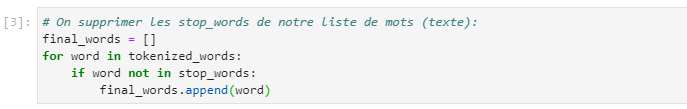 [3]: # On supprimer les stop_words de notre liste de mots (texte):
final_words = []
for word in tokenized_words:
    if word not in stop_words:
        final_words.append(word)